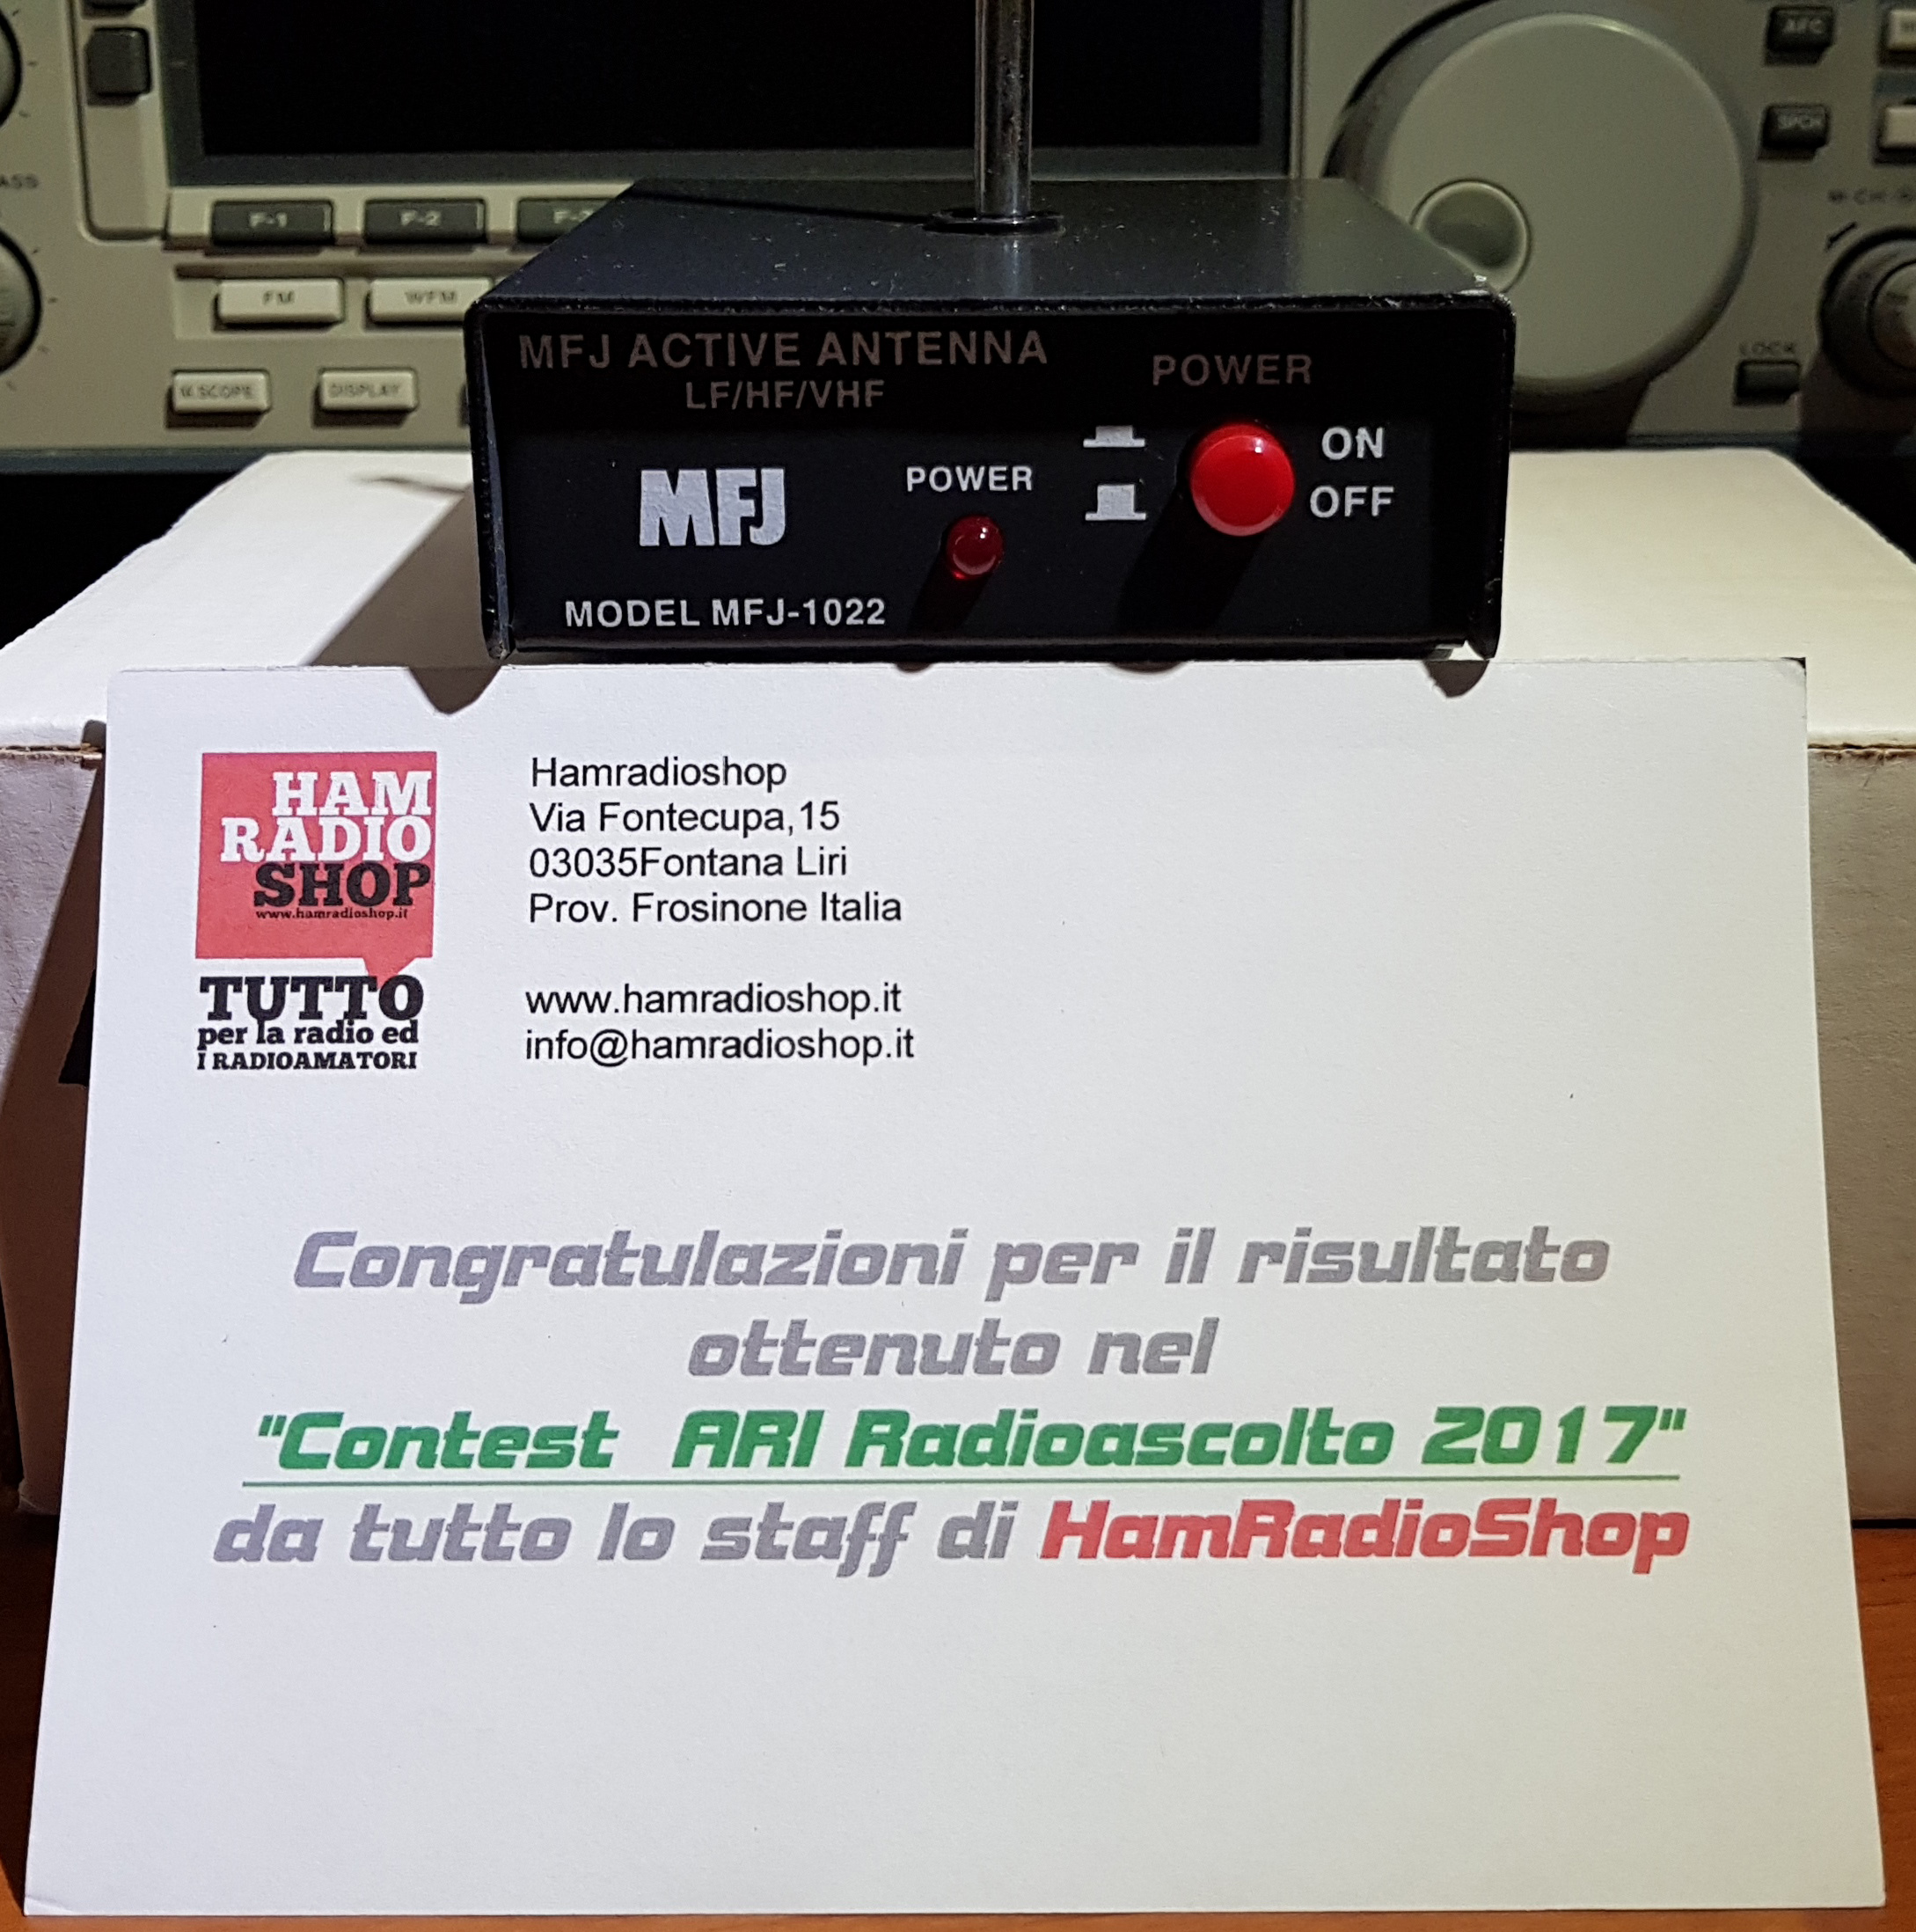 AFC
SPCH
ASS
F-1
F-2
FM
WFM
W.SCOPE
DISPLAY
LOCK
MFJ ACTIVE ANTENNA
LF/HF/VHF
POWER
ON
OFF
POWER
MFJ
MODEL MFJ-1022
HAM
RADIO
SHOP
www.hamradioshop.it
TUTTO
per la radio ed
I RADIOAMATORI
Hamradioshop
Via Fontecupa,15
03035Fontana Liri
Prov. Frosinone Italia
www.hamradioshop.it
info@hamradioshop.it
Congratulazioni per il risultato
ottenuto nel
"Contest ARI Radioascolto 2017"
da tutto lo staff di HamRadioShop